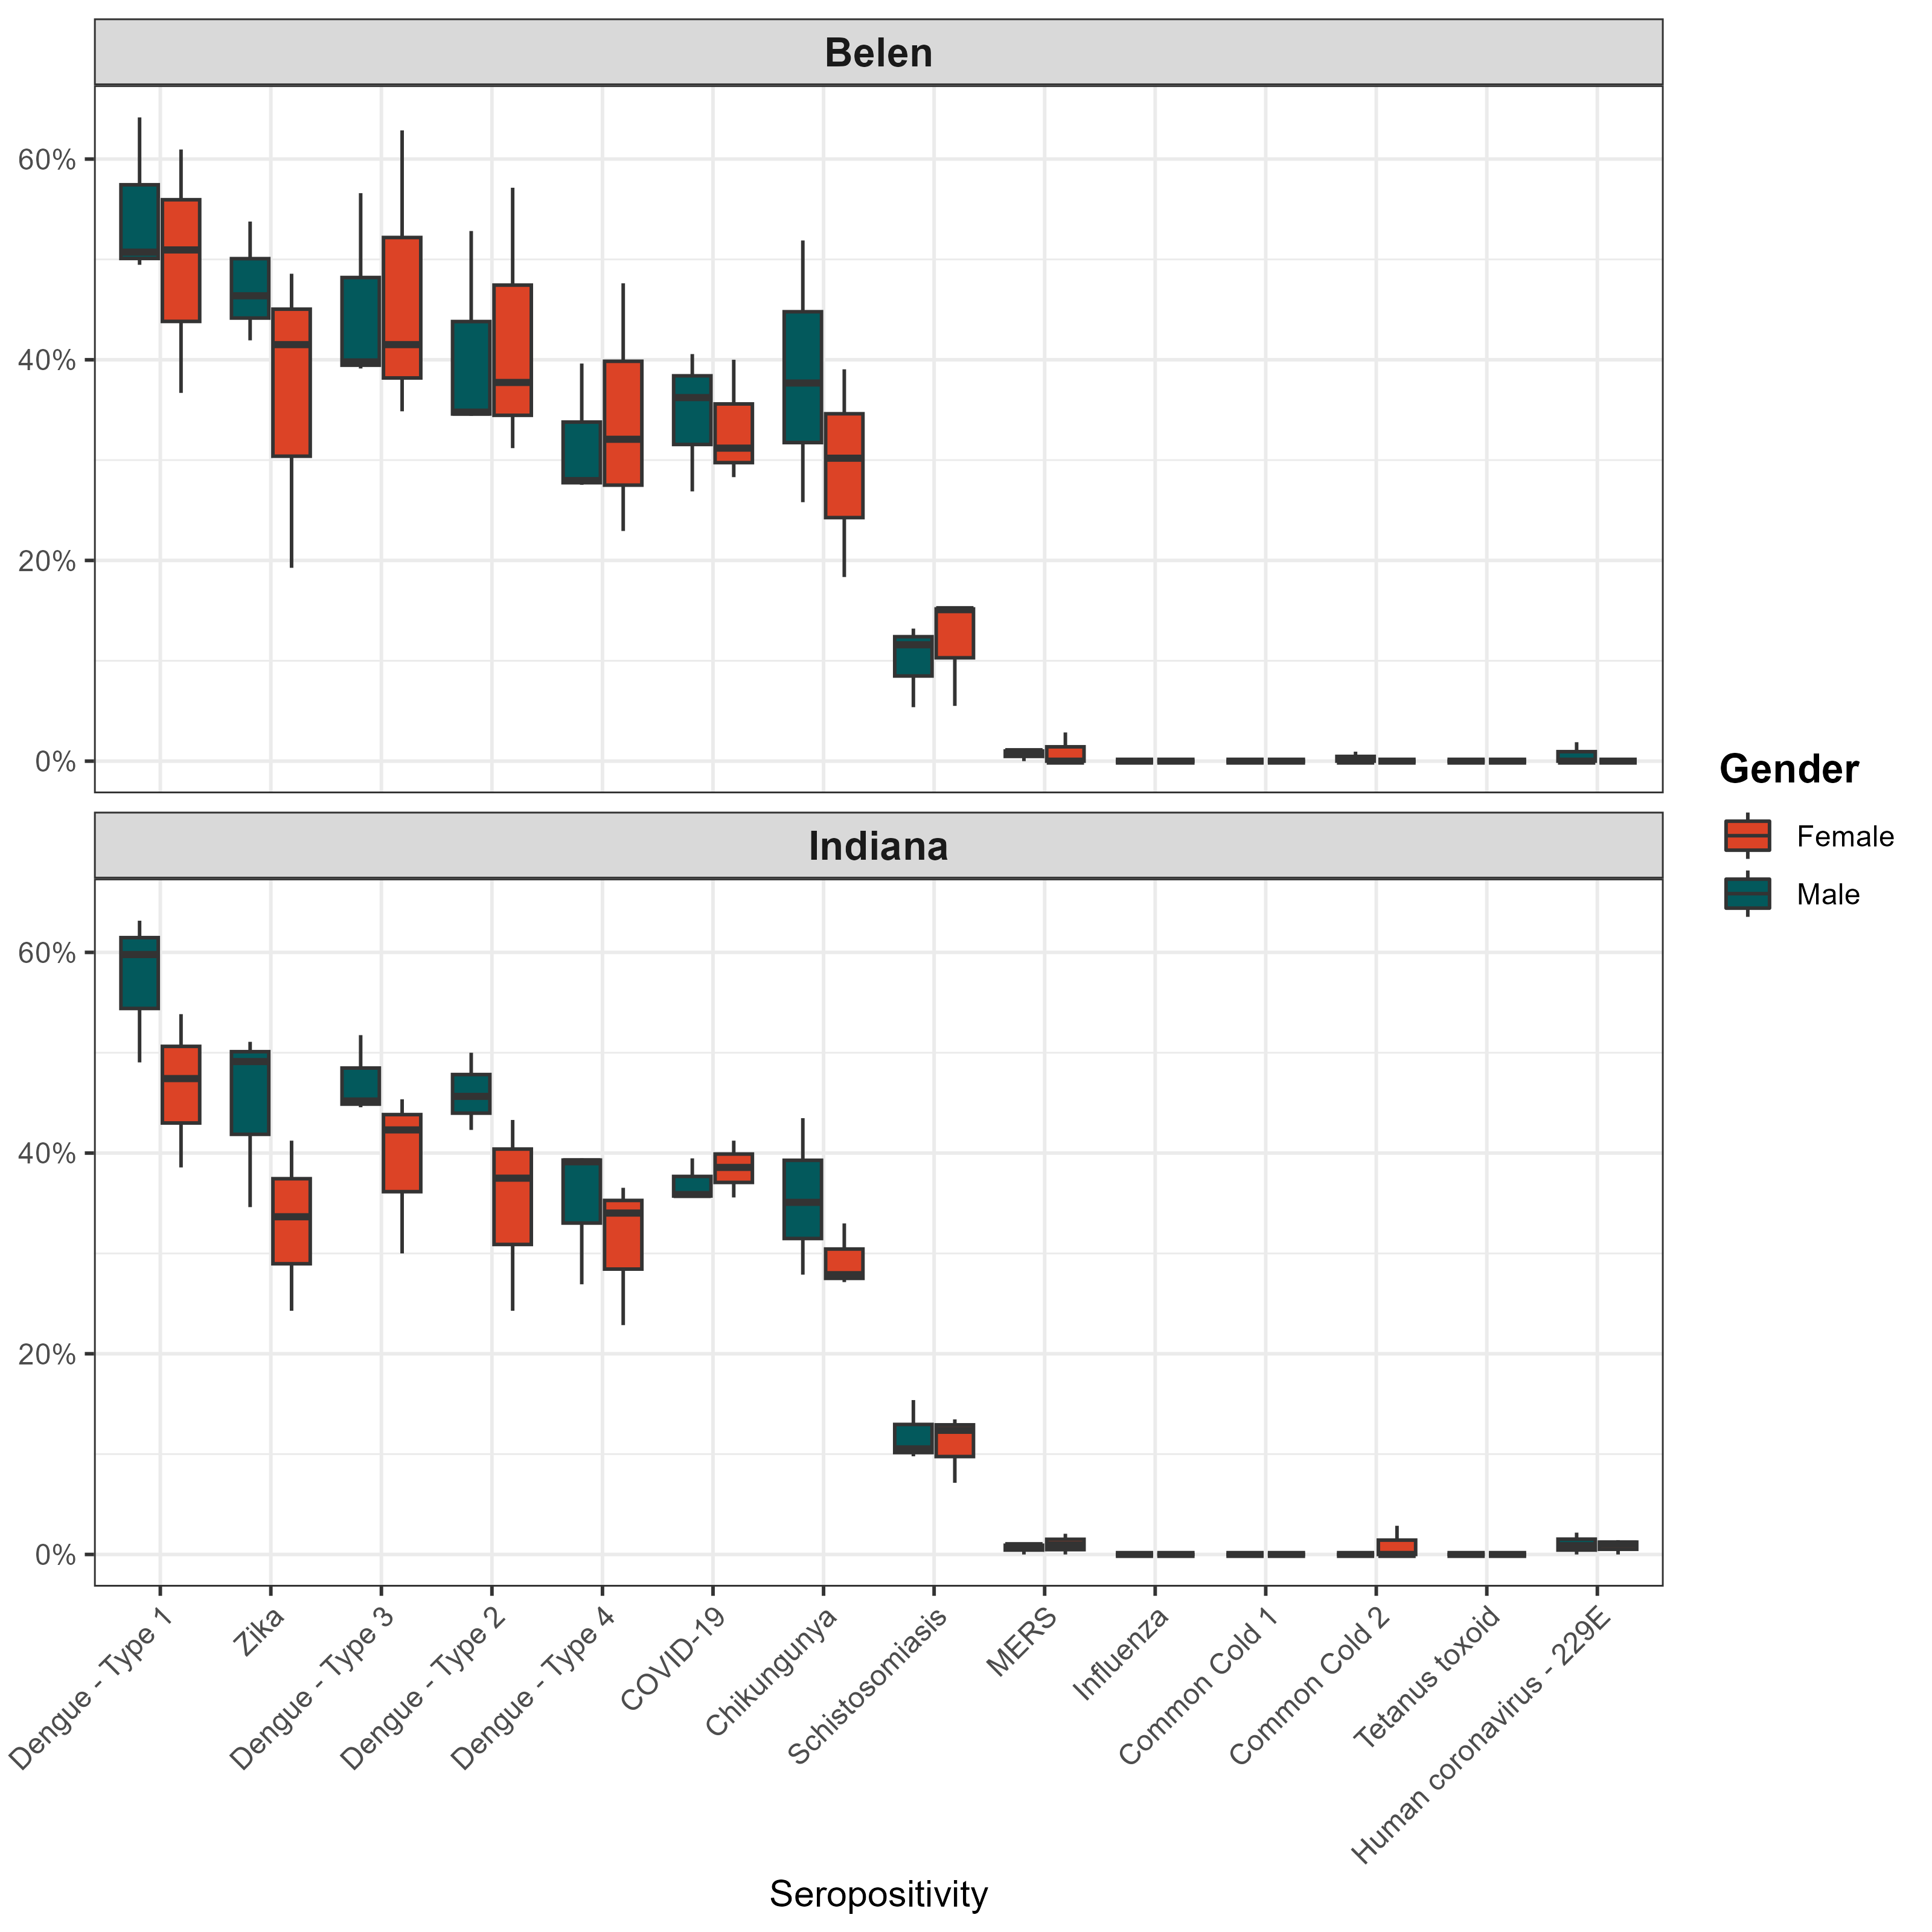 Belen
60%
40%
20%
0%
Indiana
60%
40%
20%
0%
Dengue - Type 1
Zika
Dengue - Type 3
Dengue - Type 2
Dengue - Type 4
COVID-19
Chikungunya
Schistosomiasis
MERS
Influenza
Common Cold 1
Common Cold 2
Tetanus toxoid
Human coronavirus - 229E
Seropositivity
Gender
Female
Male